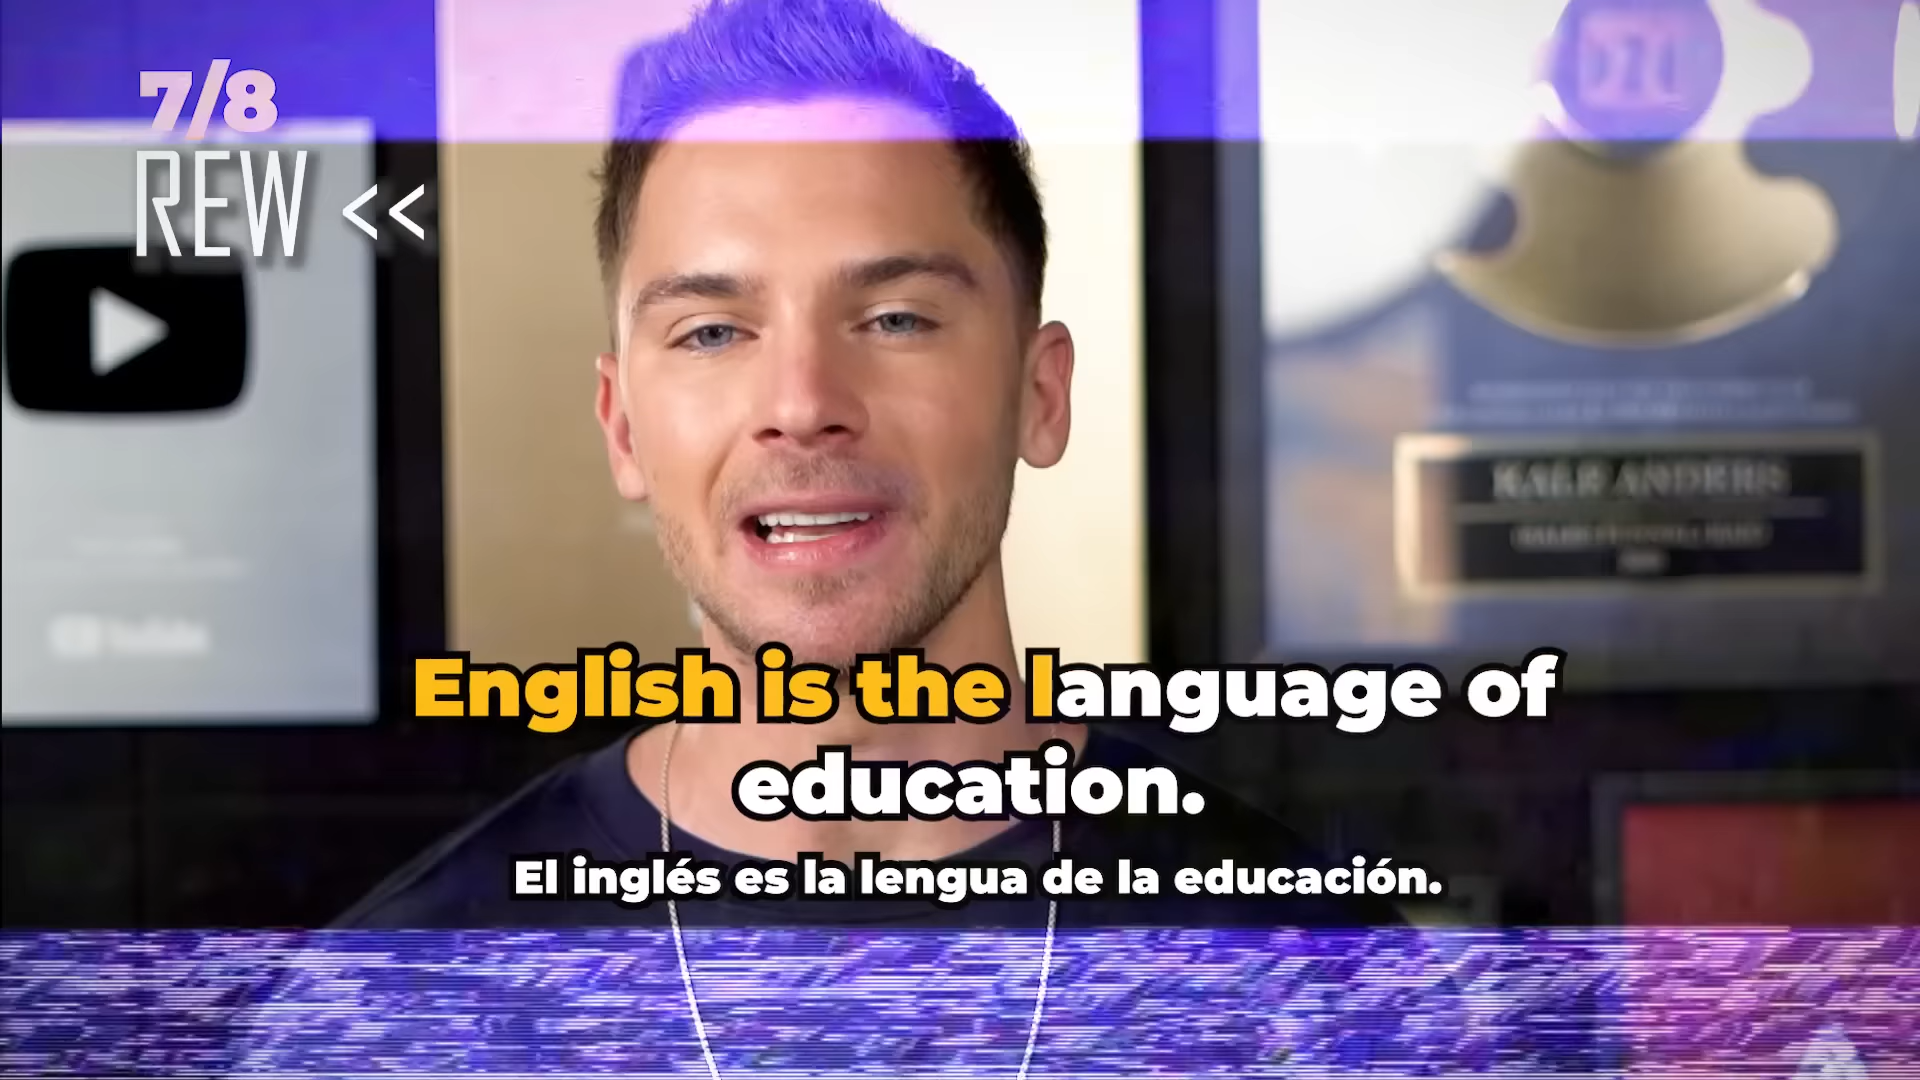 7/8
REW <<
English is the language of
education.
El inglés es la lengua de la educación.